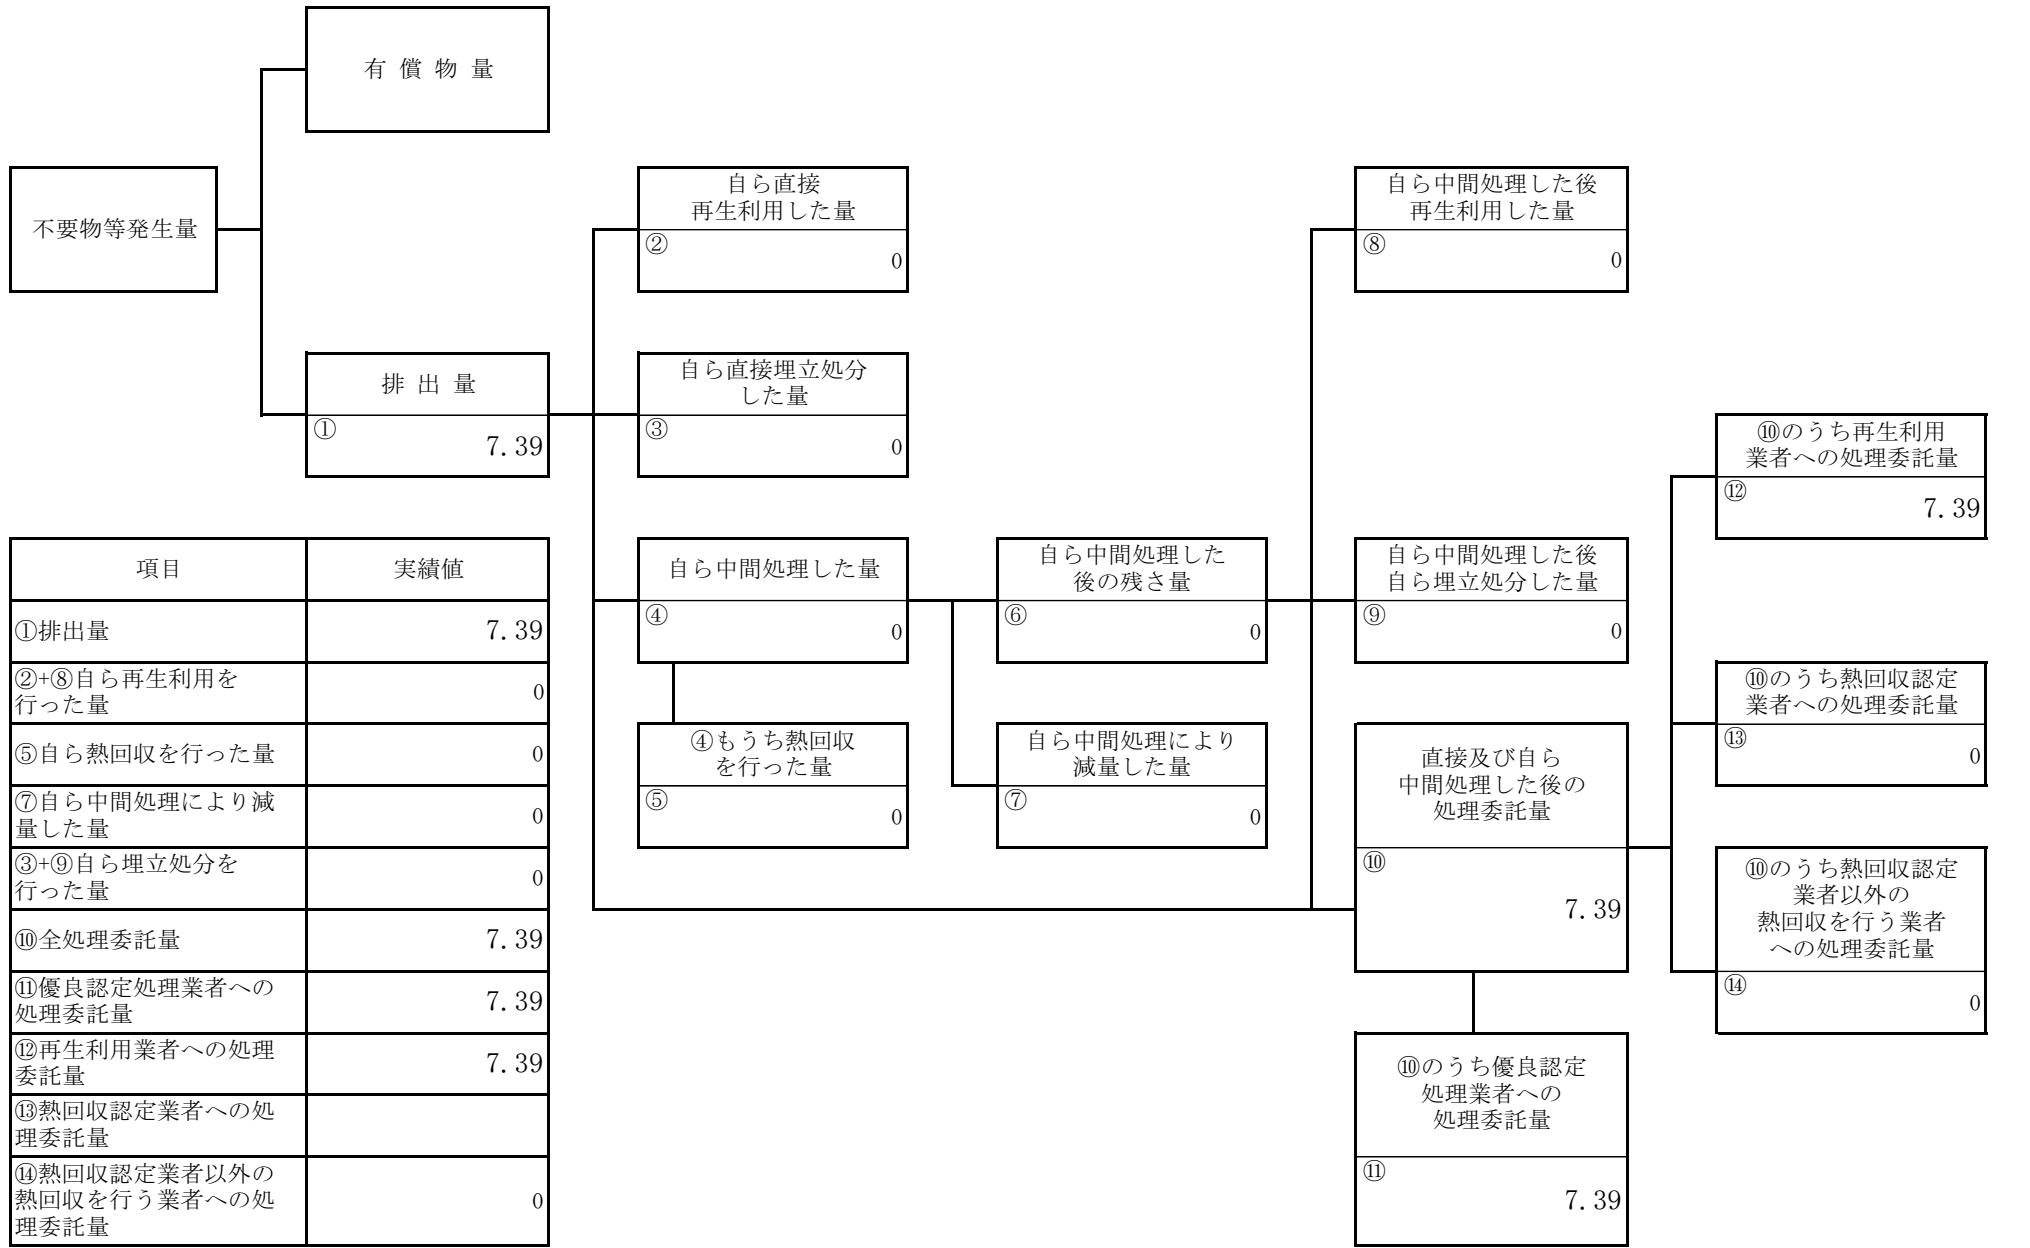 有 償 物 量
不要物等発生量
排 出 量
①
7.39
自ら直接
再生利用した量
②
0
自ら直接埋立処分
した量
③
0
自ら中間処理した量
④
0
④もうち熱回収
を行った量
⑤
0
自ら中間処理した
後の残さ量
⑥
0
自ら中間処理により
減量した量
⑦
0
自ら中間処理した後
再生利用した量
⑧
0
自ら中間処理した後
自ら埋立処分した量
⑨
0
直接及び自ら
中間処理した後の
処理委託量
⑩
7.39
⑩のうち優良認定
処理業者への
処理委託量
⑪
7.39
⑩のうち再生利用
業者への処理委託量
⑫
7.39
⑩のうち熱回収認定
業者への処理委託量
⑬
0
⑩のうち熱回収認定
業者以外の
熱回収を行う業者
への処理委託量
⑭
0
項目 実績値
①排出量 7.39
②+⑧自ら再生利用を
行った量
0
⑤自ら熱回収を行った量 0
⑦自ら中間処理により減
量した量
0
③+⑨自ら埋立処分を
行った量
0
⑩全処理委託量 7.39
⑪優良認定処理業者への
処理委託量
7.39
⑫再生利用業者への処理
委託量
7.39
⑬熱回収認定業者への処
理委託量
⑭熱回収認定業者以外の
熱回収を行う業者への処
理委託量
0